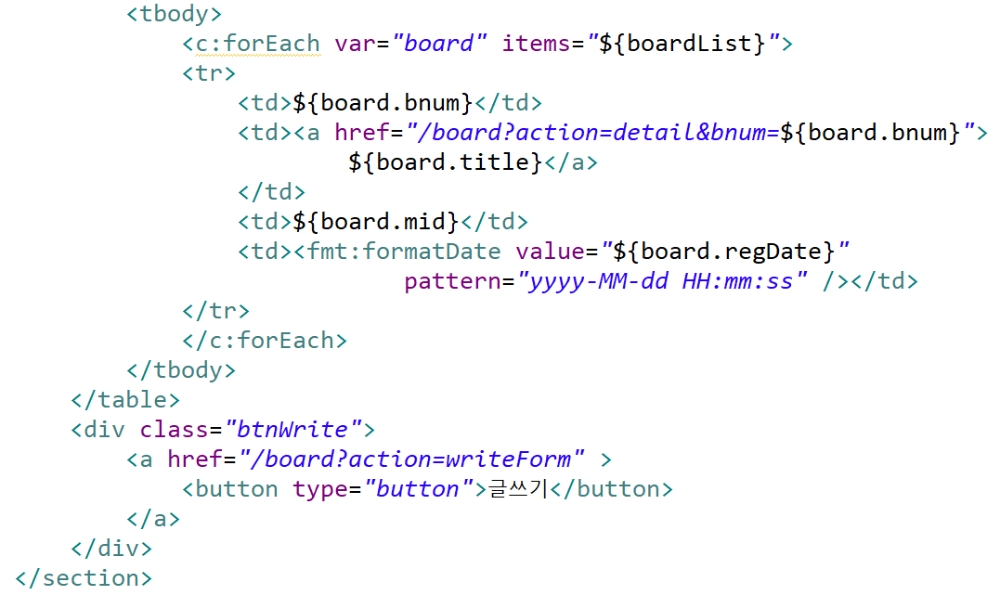 <tbody>
<c:forEach var="board" items="${boardList}">
<tr>
<td>${board.bnum}</td>
<td><a href="/board?action=detail&bnum=${board.bnum}">
${board.title}</a>
</td>
<td>${board.mid}</td>
<td><fmt:formatDate value="${board.regDate}"
pattern="yyyy-MM-dd HH:mm:ss" /></td>
</tr>
</c:forEach>
</tbody>
</table>
<div class="btnWrite">
<a href="/board?action=writeForm" >
<button type="button">글쓰기</button>
</a>
</div>
</section>